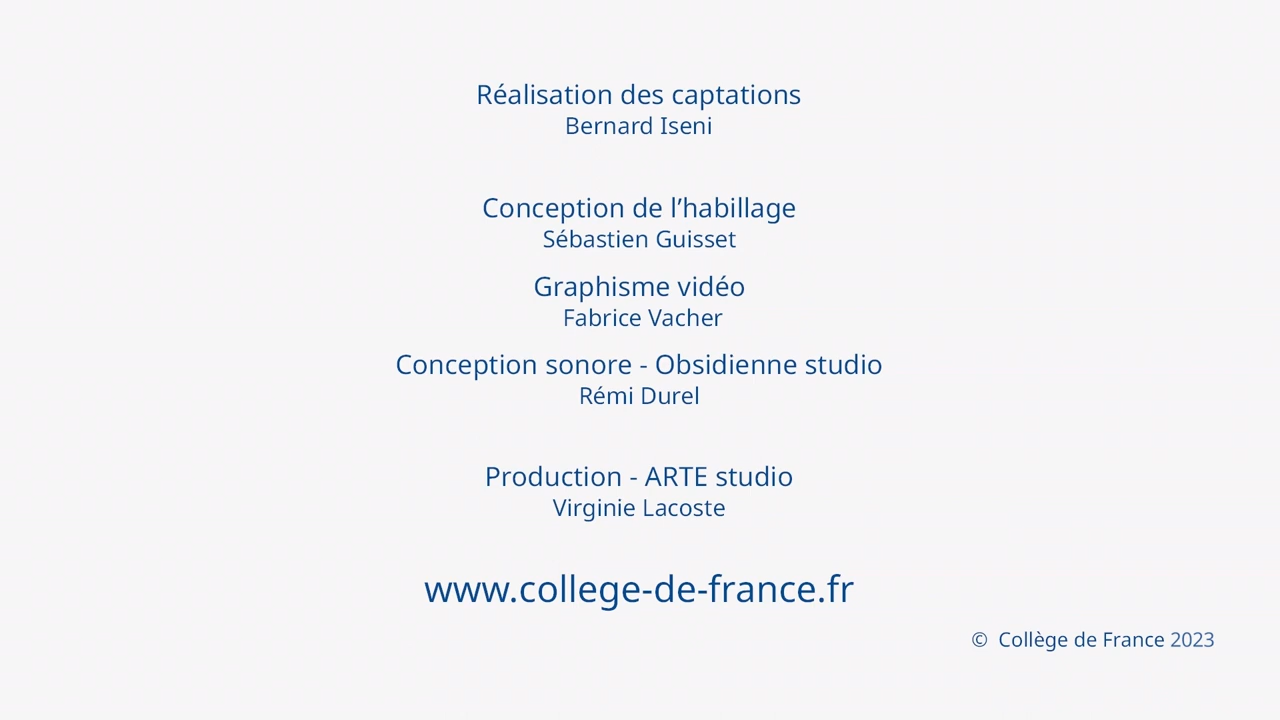 Réalisation des captations
Bernard Iseni
Conception de l’habillage
Sébastien Guisset
Graphisme vidéo
Fabrice Vacher
Conception sonore - Obsidienne studio
Rémi Durel
Production - ARTE studio
Virginie Lacoste
www.college-de-france.fr
© Collège de France 2023